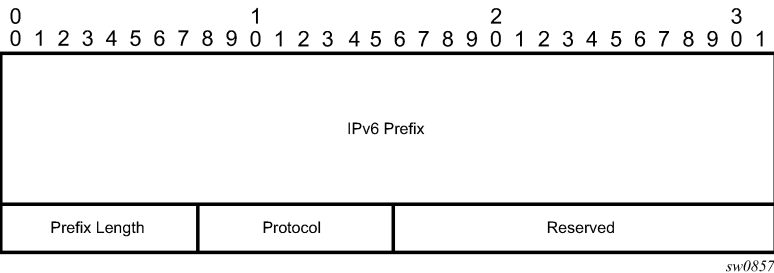 0 1 2 3
0 1 2 3 4 5 6 7 8 9 0 1 2 3 4 5 6 7 8 9 0 1 2 3 4 5 6 7 8 9 0 1
IPv6 Prefix
Prefix Length Protocol Reserved
sw0857